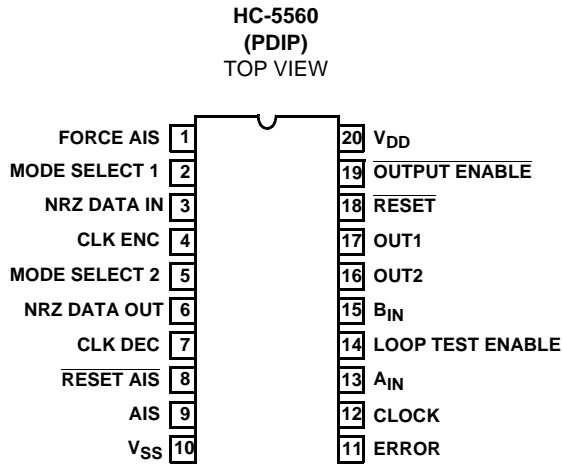 HC-5560
(PDIP)
TOP VIEW
FORCE AIS 1 20 VDD
MODE SELECT 1 2 19 OUTPUT ENABLE
NRZ DATA IN 3 18 RESET
CLK ENC 4 17 OUT1
MODE SELECT 2 5 16 OUT2
NRZ DATA OUT 6 15 BIN
CLK DEC 7 14 LOOP TEST ENABLE
RESET AIS 8 13 AIN
AIS 9 12 CLOCK
VSS 10 11 ERROR